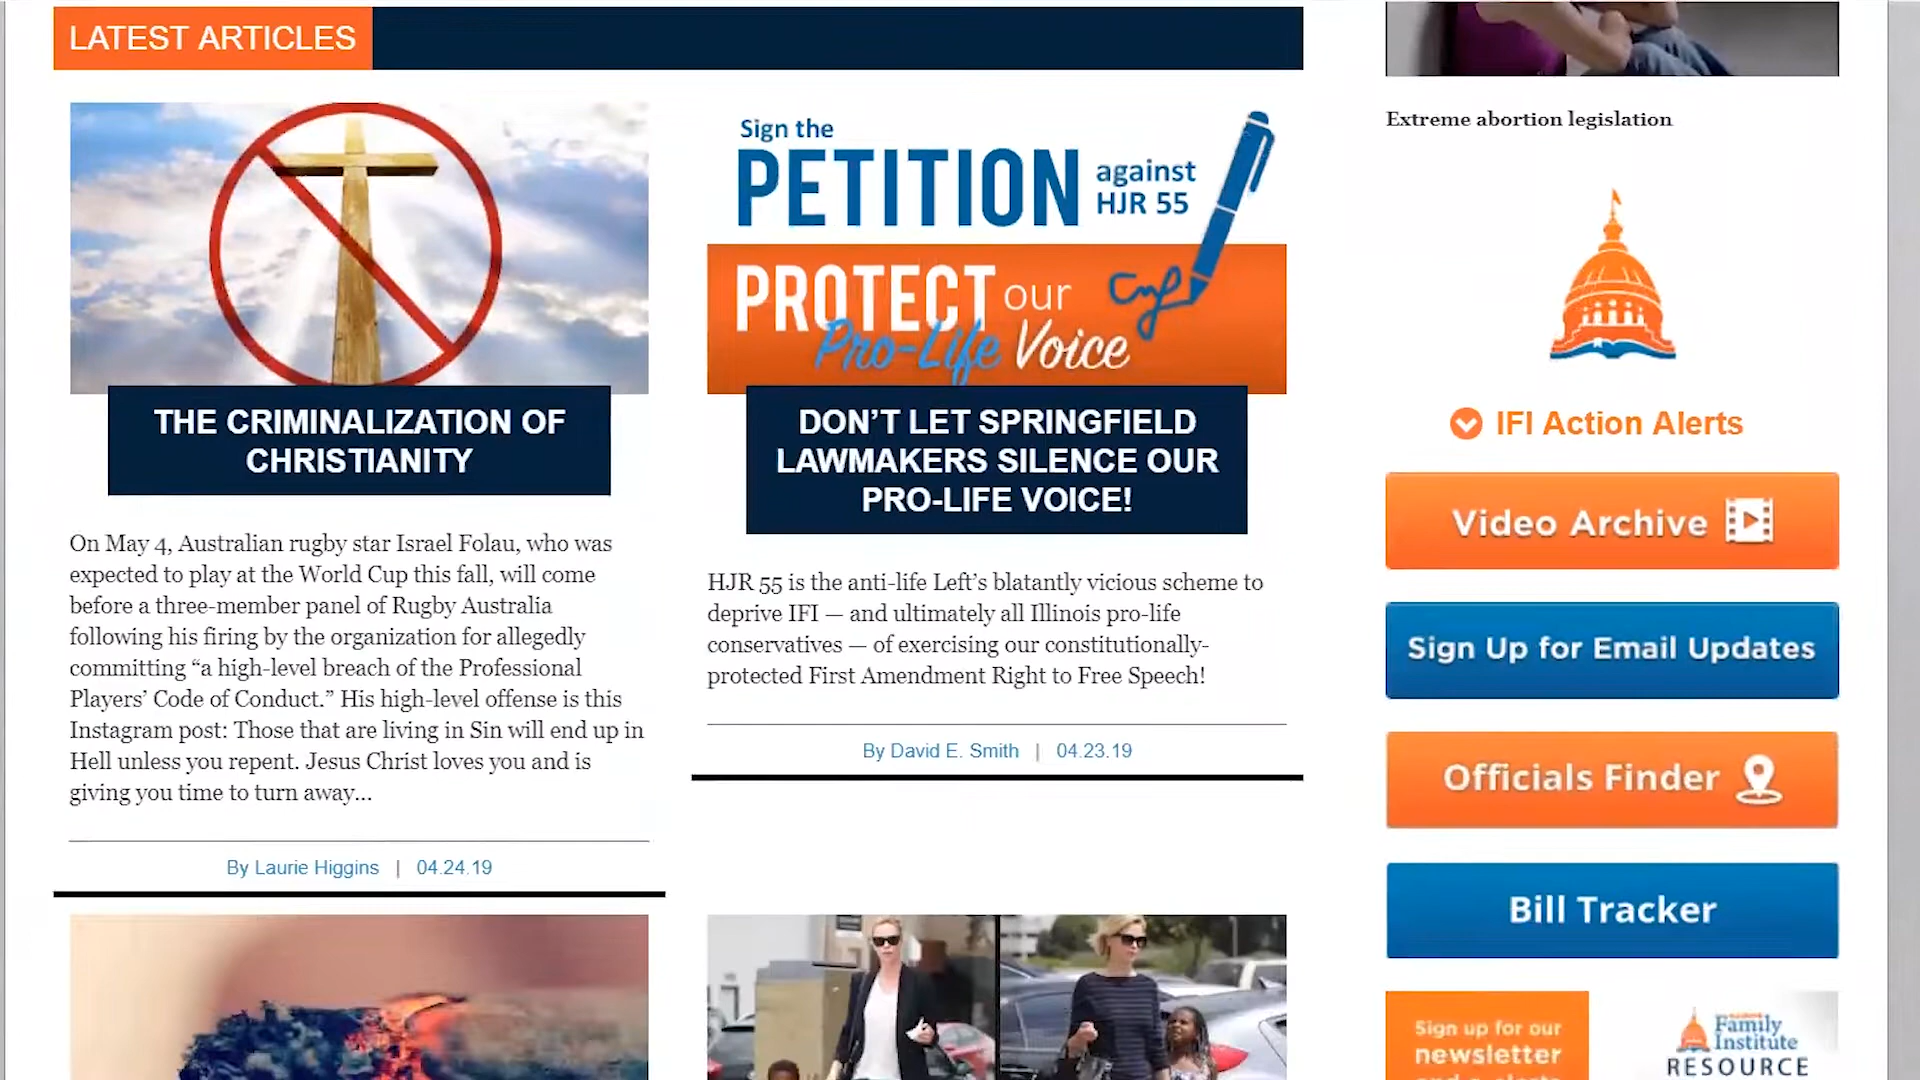 LATEST ARTICLES
Sign the
PETITION
against
HJR 55
PROTECT our
Pro-Life Voice
THE CRIMINALIZATION OF
CHRISTIANITY
On May 4, Australian rugby star Israel Folau, who was
expected to play at the World Cup this fall, will come
before a three-member panel of Rugby Australia
following his firing by the organization for allegedly
committing “a high-level breach of the Professional
Players’ Code of Conduct.” His high-level offense is this
Instagram post: Those that are living in Sin will end up in
Hell unless you repent. Jesus Christ loves you and is
giving you time to turn away...
By Laurie Higgins | 04.24.19
DON’T LET SPRINGFIELD
LAWMAKERS SILENCE OUR
PRO-LIFE VOICE!
HJR 55 is the anti-life Left’s blatantly vicious scheme to
deprive IFI — and ultimately all Illinois pro-life
conservatives — of exercising our constitutionally-
protected First Amendment Right to Free Speech!
By David E. Smith | 04.23.19
Extreme abortion legislation
IFI Action Alerts
Video Archive
Sign Up for Email Updates
Officials Finder
Bill Tracker
Sign up for our
newsletter
Family
Institute
RESOURCE